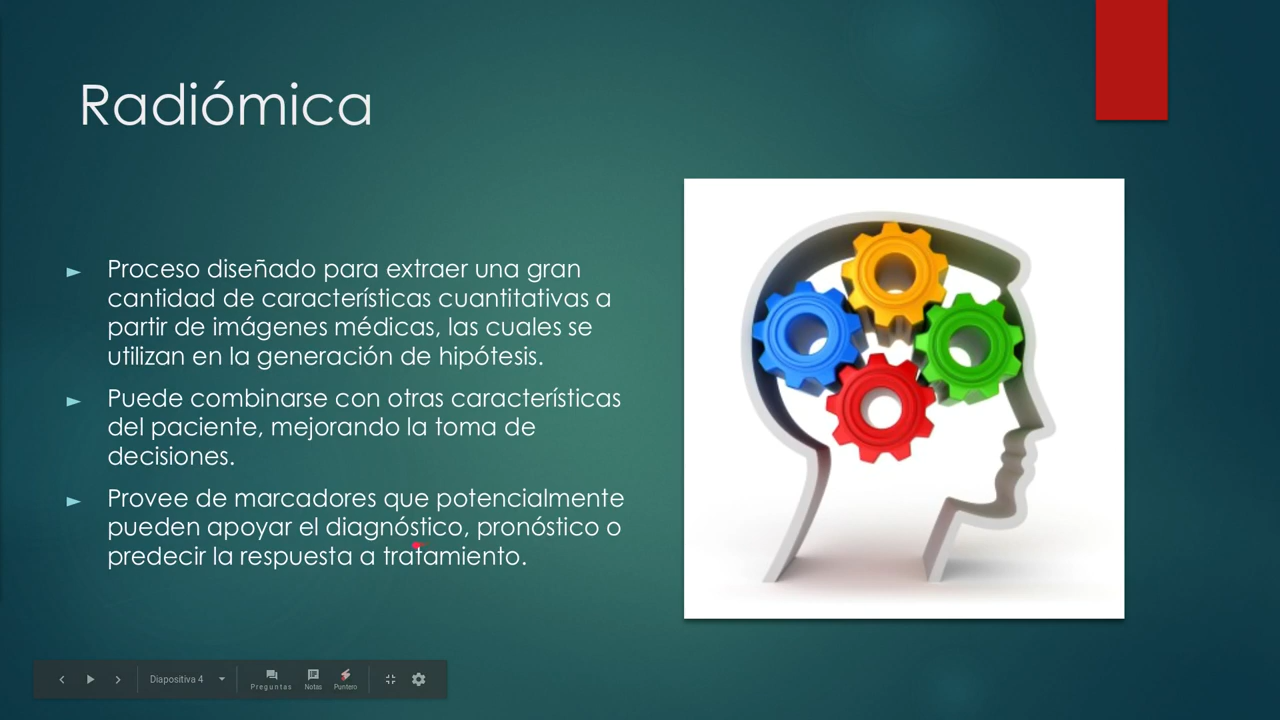 Radiómica
► Proceso diseñado para extraer una gran
cantidad de características cuantitativas a
partir de imágenes médicas, las cuales se
utilizan en la generación de hipótesis.
► Puede combinarse con otras características
del paciente, mejorando la toma de
decisiones.
► Provee de marcadores que potencialmente
pueden apoyar el diagnóstico, pronóstico o
predecir la respuesta a tratamiento.
Diapositiva 4
Preguntas
Notas
Puntero